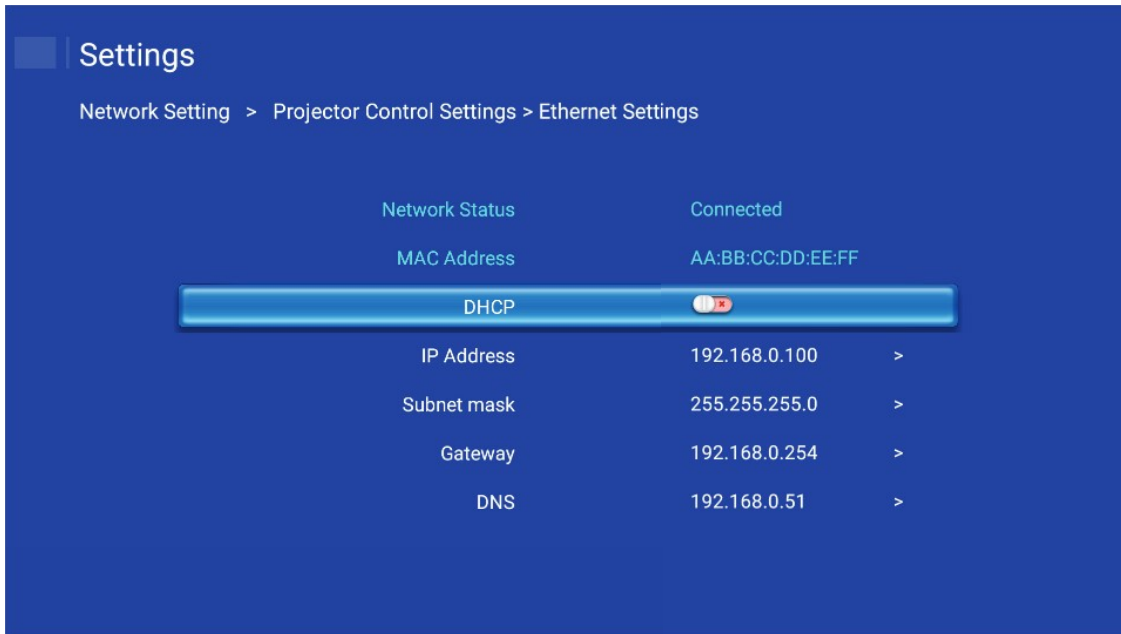 Settings
Network Setting > Projector Control Settings > Ethernet Settings
Network Status Connected
MAC Address AA:BB:CC:DD:EE:FF
DHCP
IP Address 192.168.0.100 >
Subnet mask 255.255.255.0 >
Gateway 192.168.0.254 >
DNS 192.168.0.51 >